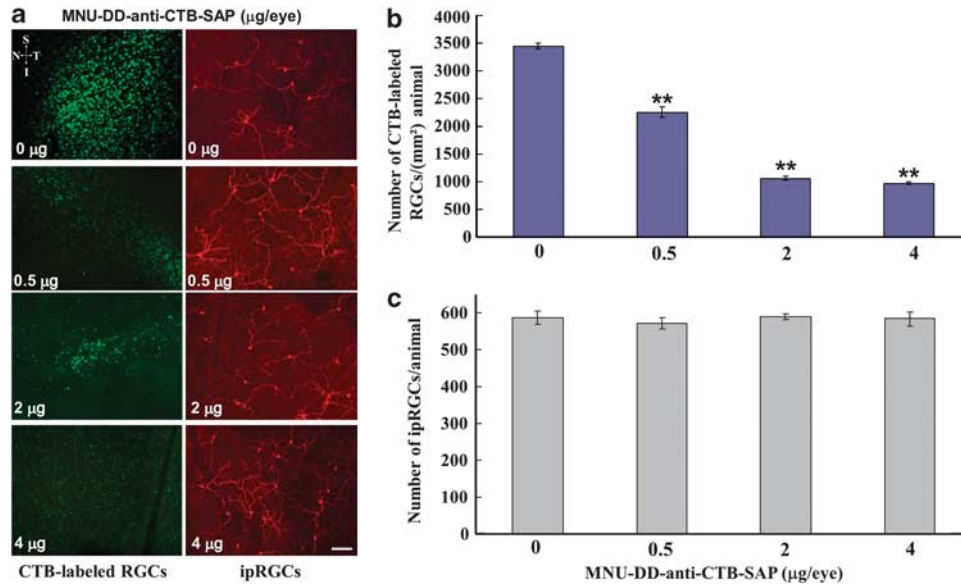 a
MNU-DD-anti-CTB-SAP (μg/eye)
S
N T
I
0 μg
0 μg
0.5 μg
0.5 μg
2 μg
2 μg
4 μg
4 μg
CTB-labeled RGCs
ipRGCs
b
Number of CTB-labeled
RGCs/(mm²) animal
4000
3500
3000
2500
2000
1500
1000
500
0
**
**
**
0 0.5 2 4
c
Number of ipRGCs/animal
600
500
400
300
200
100
0
0 0.5 2 4
MNU-DD-anti-CTB-SAP (μg/eye)